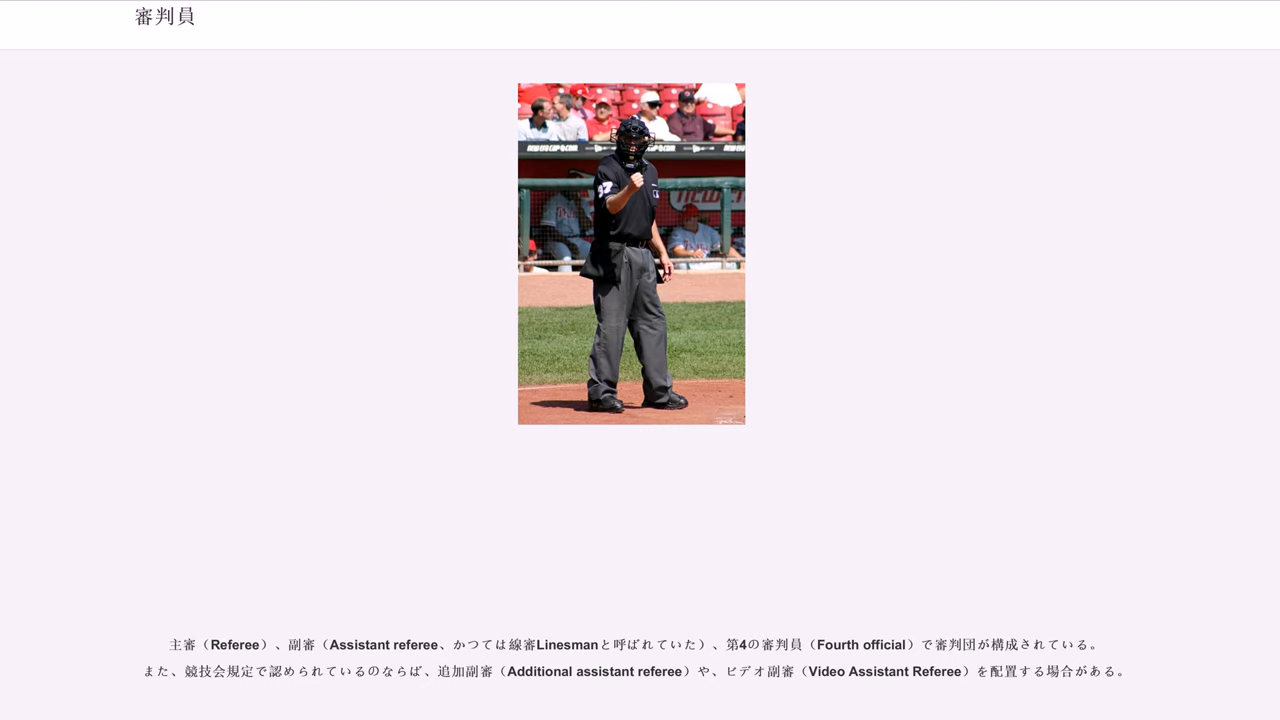 審判員
NEW ERA CAP.COM
97
主審（Referee）、副審（Assistant referee、かつては線審Linesmanと呼ばれていた）、第4の審判員（Fourth official）で審判団が構成されている。
また、競技会規定で認められているのならば、追加副審（Additional assistant referee）や、ビデオ副審（Video Assistant Referee）を配置する場合がある。